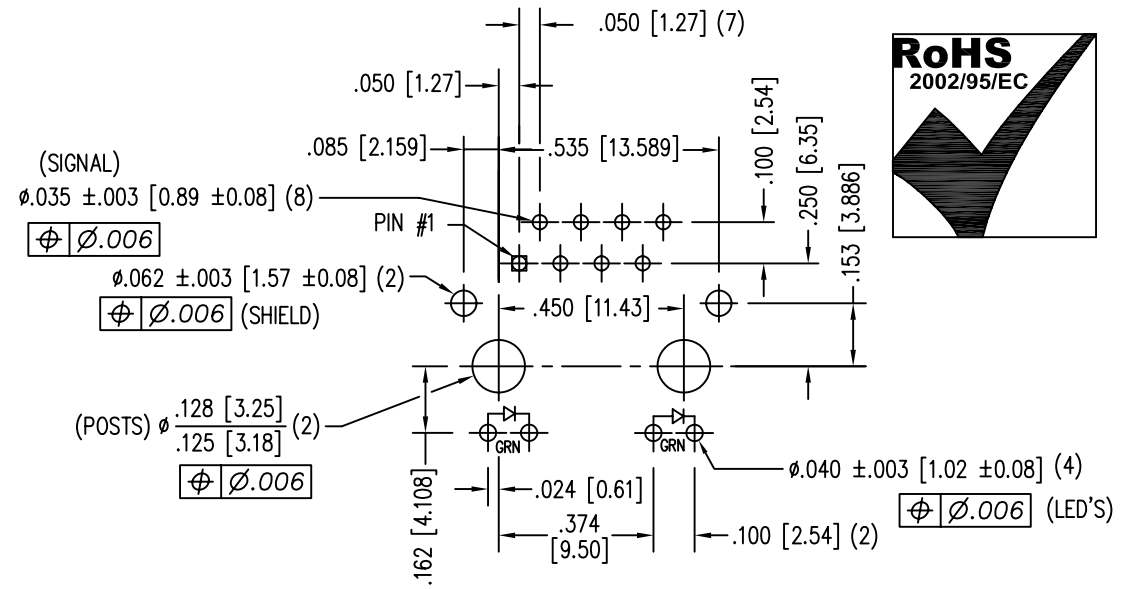 .050 [1.27] (7)
RoHS
2002/95/EC
.050 [1.27]
.100 [2.54]
.250 [6.35]
.153 [3.886]
.085 [2.159]
.535 [13.589]
(SIGNAL)
ø.035 ±.003 [0.89 ±0.08] (8)
⌖ Ø.006
PIN #1
ø.062 ±.003 [1.57 ±0.08] (2)
⌖ Ø.006 (SHIELD)
.450 [11.43]
(POSTS) ø .128 [3.25]
.125 [3.18] (2)
⌖ Ø.006
GRN
GRN
ø.040 ±.003 [1.02 ±0.08] (4)
⌖ Ø.006 (LED'S)
.024 [0.61]
.374
[9.50]
.100 [2.54] (2)
.162 [4.108]